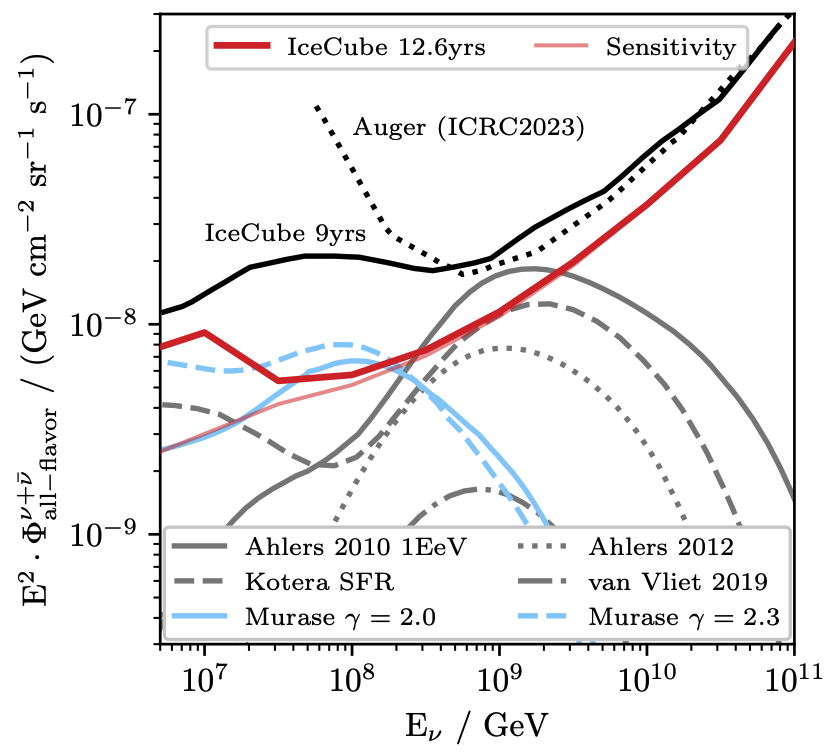 IceCube 12.6yrs
Sensitivity
Auger (ICRC2023)
IceCube 9yrs
10⁻⁷
10⁻⁸
10⁻⁹
E² · Φ^{ν+ν̄}_{all−flavor} / (GeV cm⁻² sr⁻¹ s⁻¹)
Ahlers 2010 1EeV
Ahlers 2012
Kotera SFR
van Vliet 2019
Murase γ = 2.0
Murase γ = 2.3
10⁷ 10⁸ 10⁹ 10¹⁰ 10¹¹
E_ν / GeV